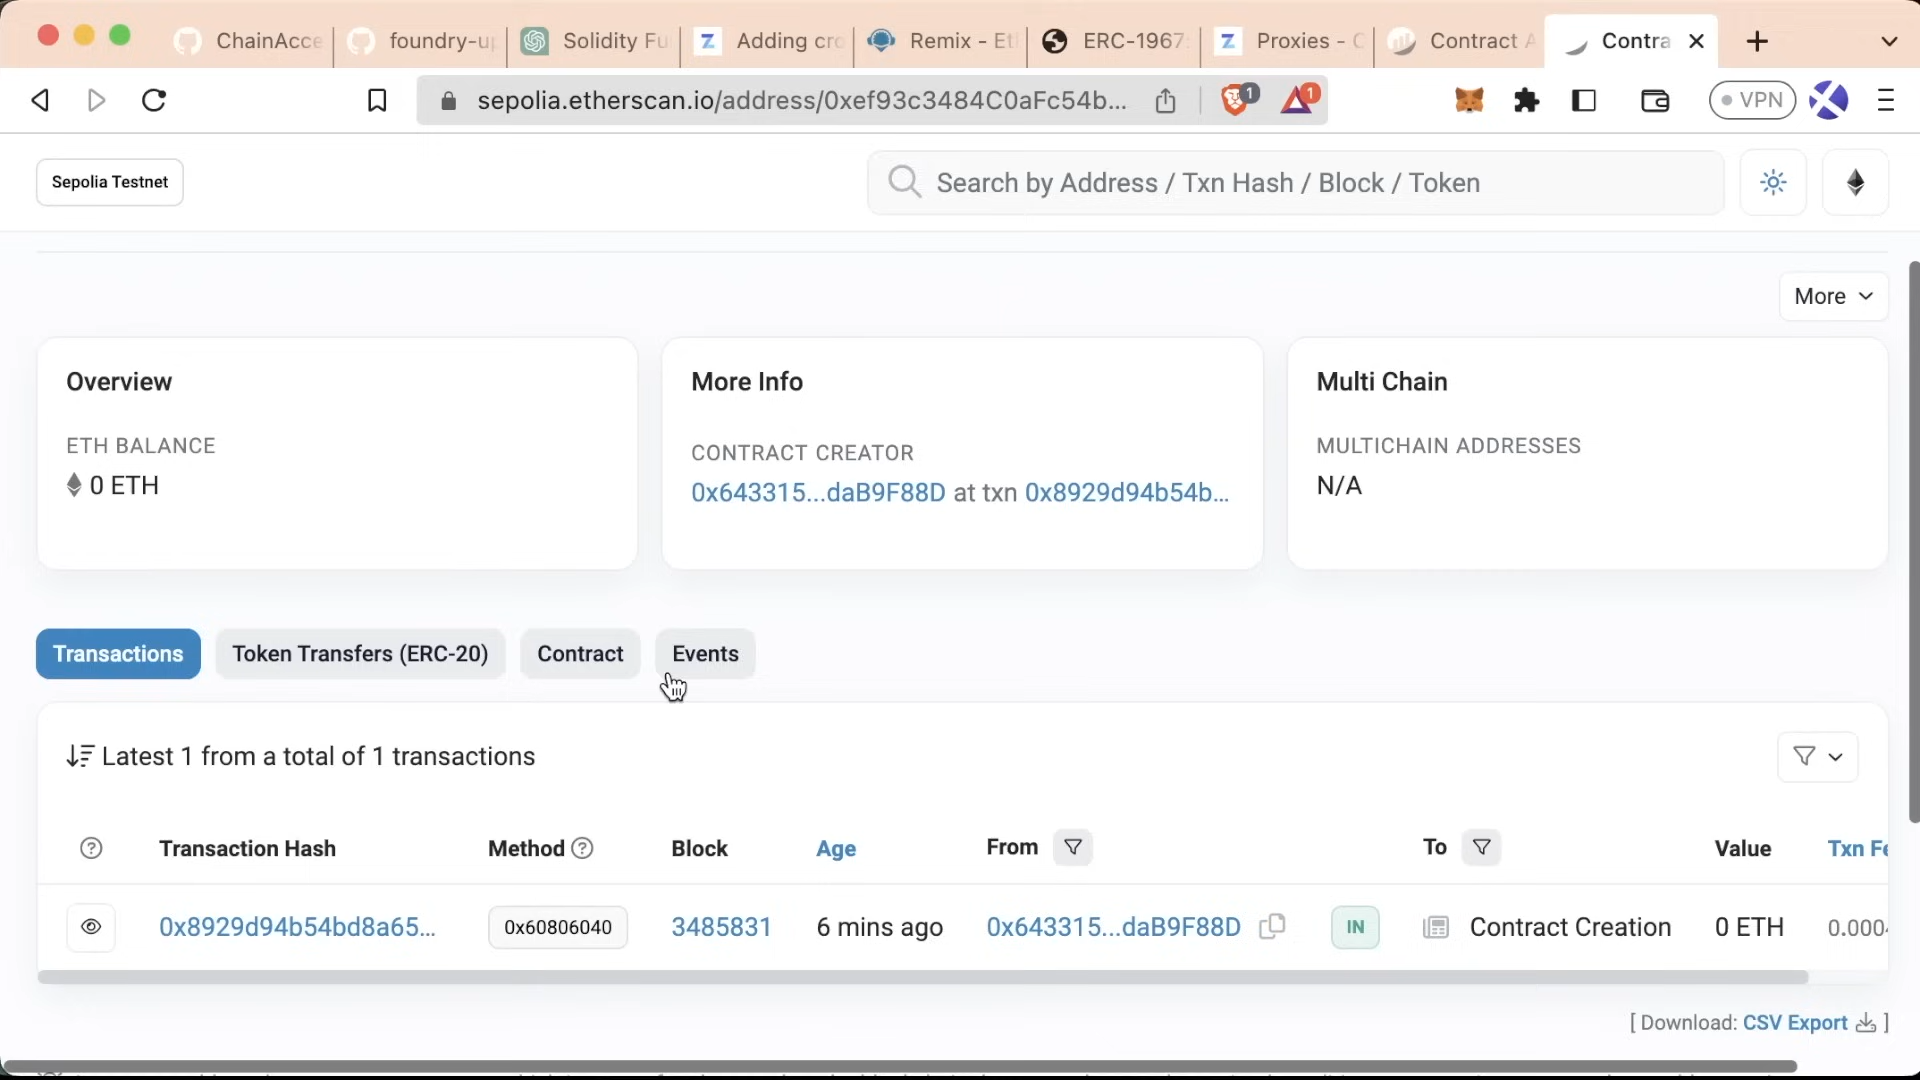 ChainAcce
foundry-up
Solidity Fu
Adding cro
Remix - Et
ERC-1967
Proxies - 
Contract A
Contra
sepolia.etherscan.io/address/0xef93c3484C0aFc54b...
1
1
VPN
Sepolia Testnet
Search by Address / Txn Hash / Block / Token
More
Overview
ETH BALANCE
0 ETH
More Info
CONTRACT CREATOR
0x643315...daB9F88D at txn 0x8929d94b54b...
Multi Chain
MULTICHAIN ADDRESSES
N/A
Transactions
Token Transfers (ERC-20)
Contract
Events
Latest 1 from a total of 1 transactions
Transaction Hash
Method
Block
Age
From
To
Value
Txn Fe
0x8929d94b54bd8a65...
0x60806040
3485831
6 mins ago
0x643315...daB9F88D
IN
Contract Creation
0 ETH
0.000
[ Download: CSV Export ]